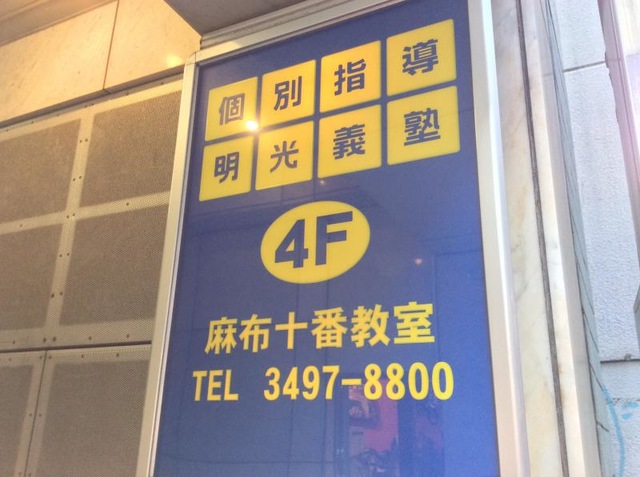 個別指導
明光義塾
4F
麻布十番教室
TEL 3497-8800